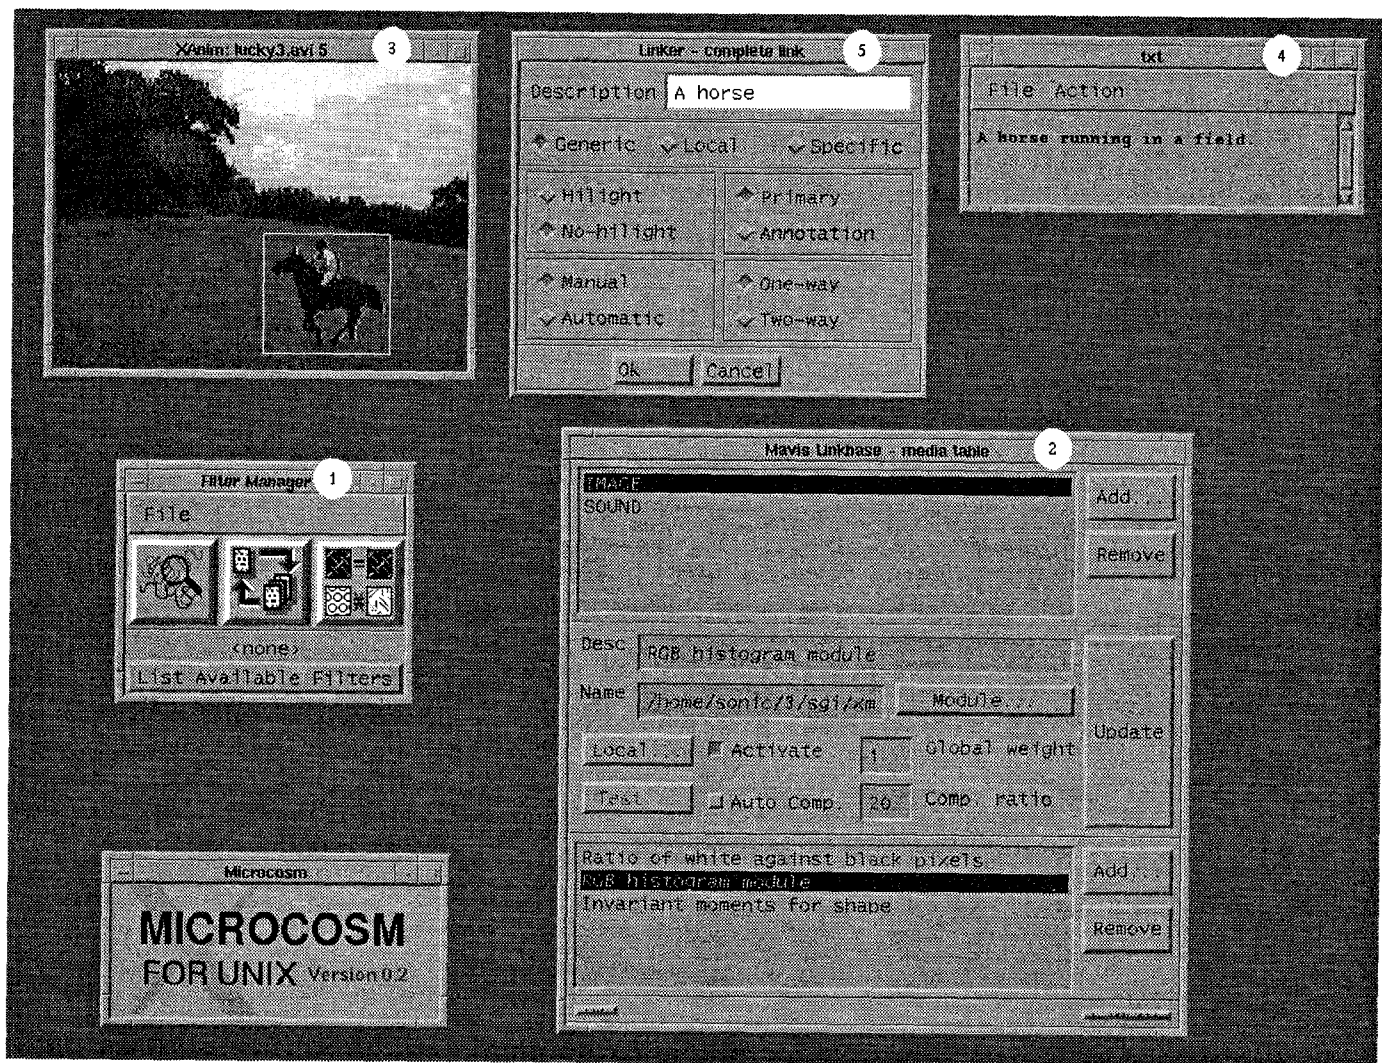 XAnim: lucky3.avi 5
3
Linker - complete link
5
Description A horse
Generic Local Specific
Hilight
No-hilight
Primary
Annotation
Manual
Automatic
One-way
Two-way
Ok Cancel
txt
4
File Action
A horse running in a field.
Filter Manager
1
File
<none>
List Available Filters
Mavis Linkbase - media table
2
IMAGE
SOUND
Add...
Remove
Desc RGB histogram module
Name /home/sonic/3/sgi/xm Module...
Local... Activate 1 Global weight
Test... Auto Comp. 20 Comp. ratio
Update
Ratio of white against black pixels
RGB histogram module
Invariant moments for shape
Add...
Remove
Microcosm
MICROCOSM
FOR UNIX Version 0.2